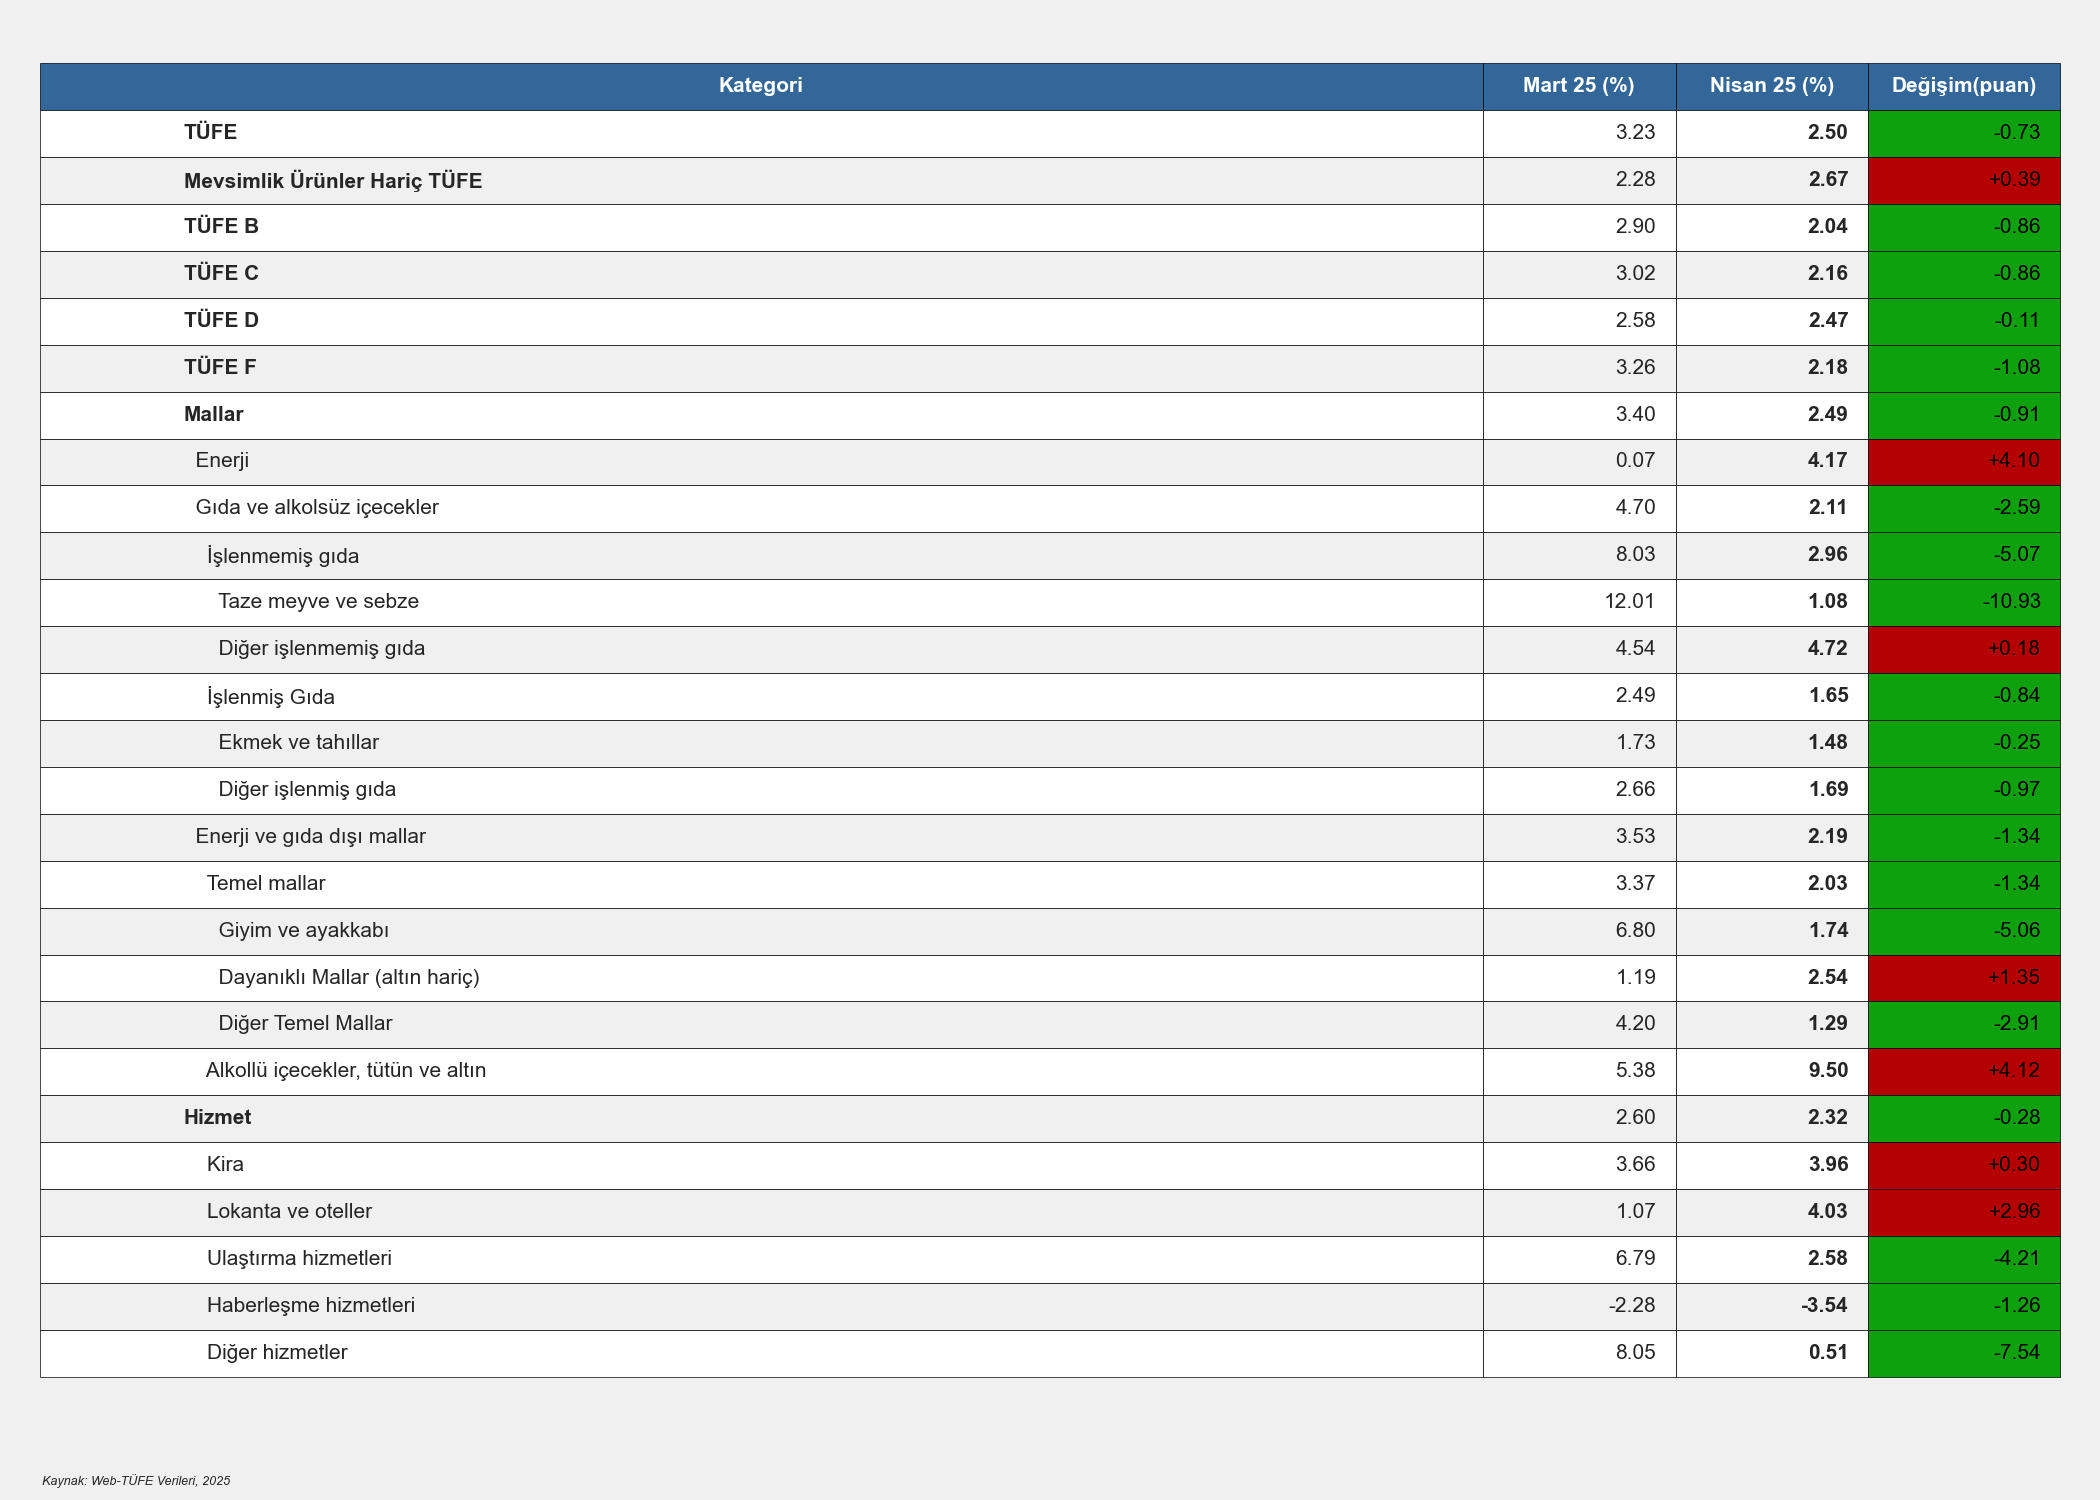 Kategori Mart 25 (%) Nisan 25 (%) Değişim(puan)
TÜFE 3.23 2.50 -0.73
Mevsimlik Ürünler Hariç TÜFE 2.28 2.67 +0.39
TÜFE B 2.90 2.04 -0.86
TÜFE C 3.02 2.16 -0.86
TÜFE D 2.58 2.47 -0.11
TÜFE F 3.26 2.18 -1.08
Mallar 3.40 2.49 -0.91
Enerji 0.07 4.17 +4.10
Gıda ve alkolsüz içecekler 4.70 2.11 -2.59
İşlenmemiş gıda 8.03 2.96 -5.07
Taze meyve ve sebze 12.01 1.08 -10.93
Diğer işlenmemiş gıda 4.54 4.72 +0.18
İşlenmiş Gıda 2.49 1.65 -0.84
Ekmek ve tahıllar 1.73 1.48 -0.25
Diğer işlenmiş gıda 2.66 1.69 -0.97
Enerji ve gıda dışı mallar 3.53 2.19 -1.34
Temel mallar 3.37 2.03 -1.34
Giyim ve ayakkabı 6.80 1.74 -5.06
Dayanıklı Mallar (altın hariç) 1.19 2.54 +1.35
Diğer Temel Mallar 4.20 1.29 -2.91
Alkollü içecekler, tütün ve altın 5.38 9.50 +4.12
Hizmet 2.60 2.32 -0.28
Kira 3.66 3.96 +0.30
Lokanta ve oteller 1.07 4.03 +2.96
Ulaştırma hizmetleri 6.79 2.58 -4.21
Haberleşme hizmetleri -2.28 -3.54 -1.26
Diğer hizmetler 8.05 0.51 -7.54
Kaynak: Web-TÜFE Verileri, 2025